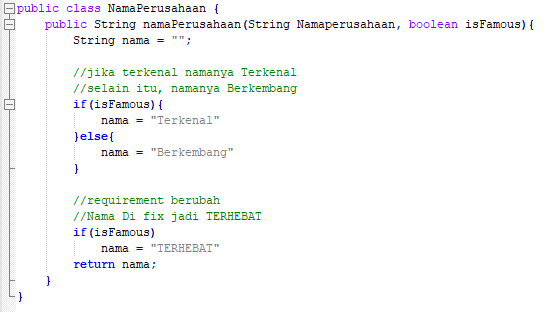 public class NamaPerusahaan {
public String namaPerusahaan(String Namaperusahaan, boolean isFamous){
String nama = "";
//jika terkenal namanya Terkenal
//selain itu, namanya Berkembang
if(isFamous){
nama = "Terkenal"
}else{
nama = "Berkembang"
}
//requirement berubah
//Nama Di fix jadi TERHEBAT
if(isFamous)
nama = "TERHEBAT"
return nama;
}
}